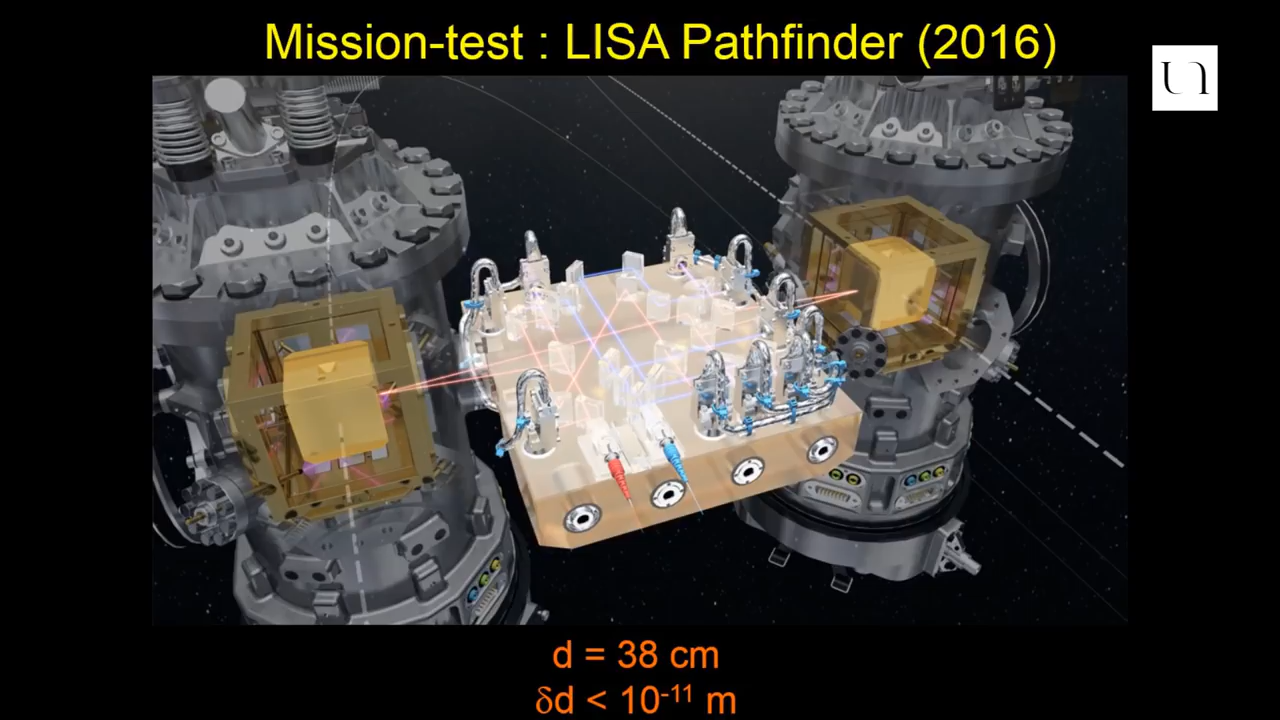 Mission-test : LISA Pathfinder (2016)
d = 38 cm
δd < 10⁻¹¹ m